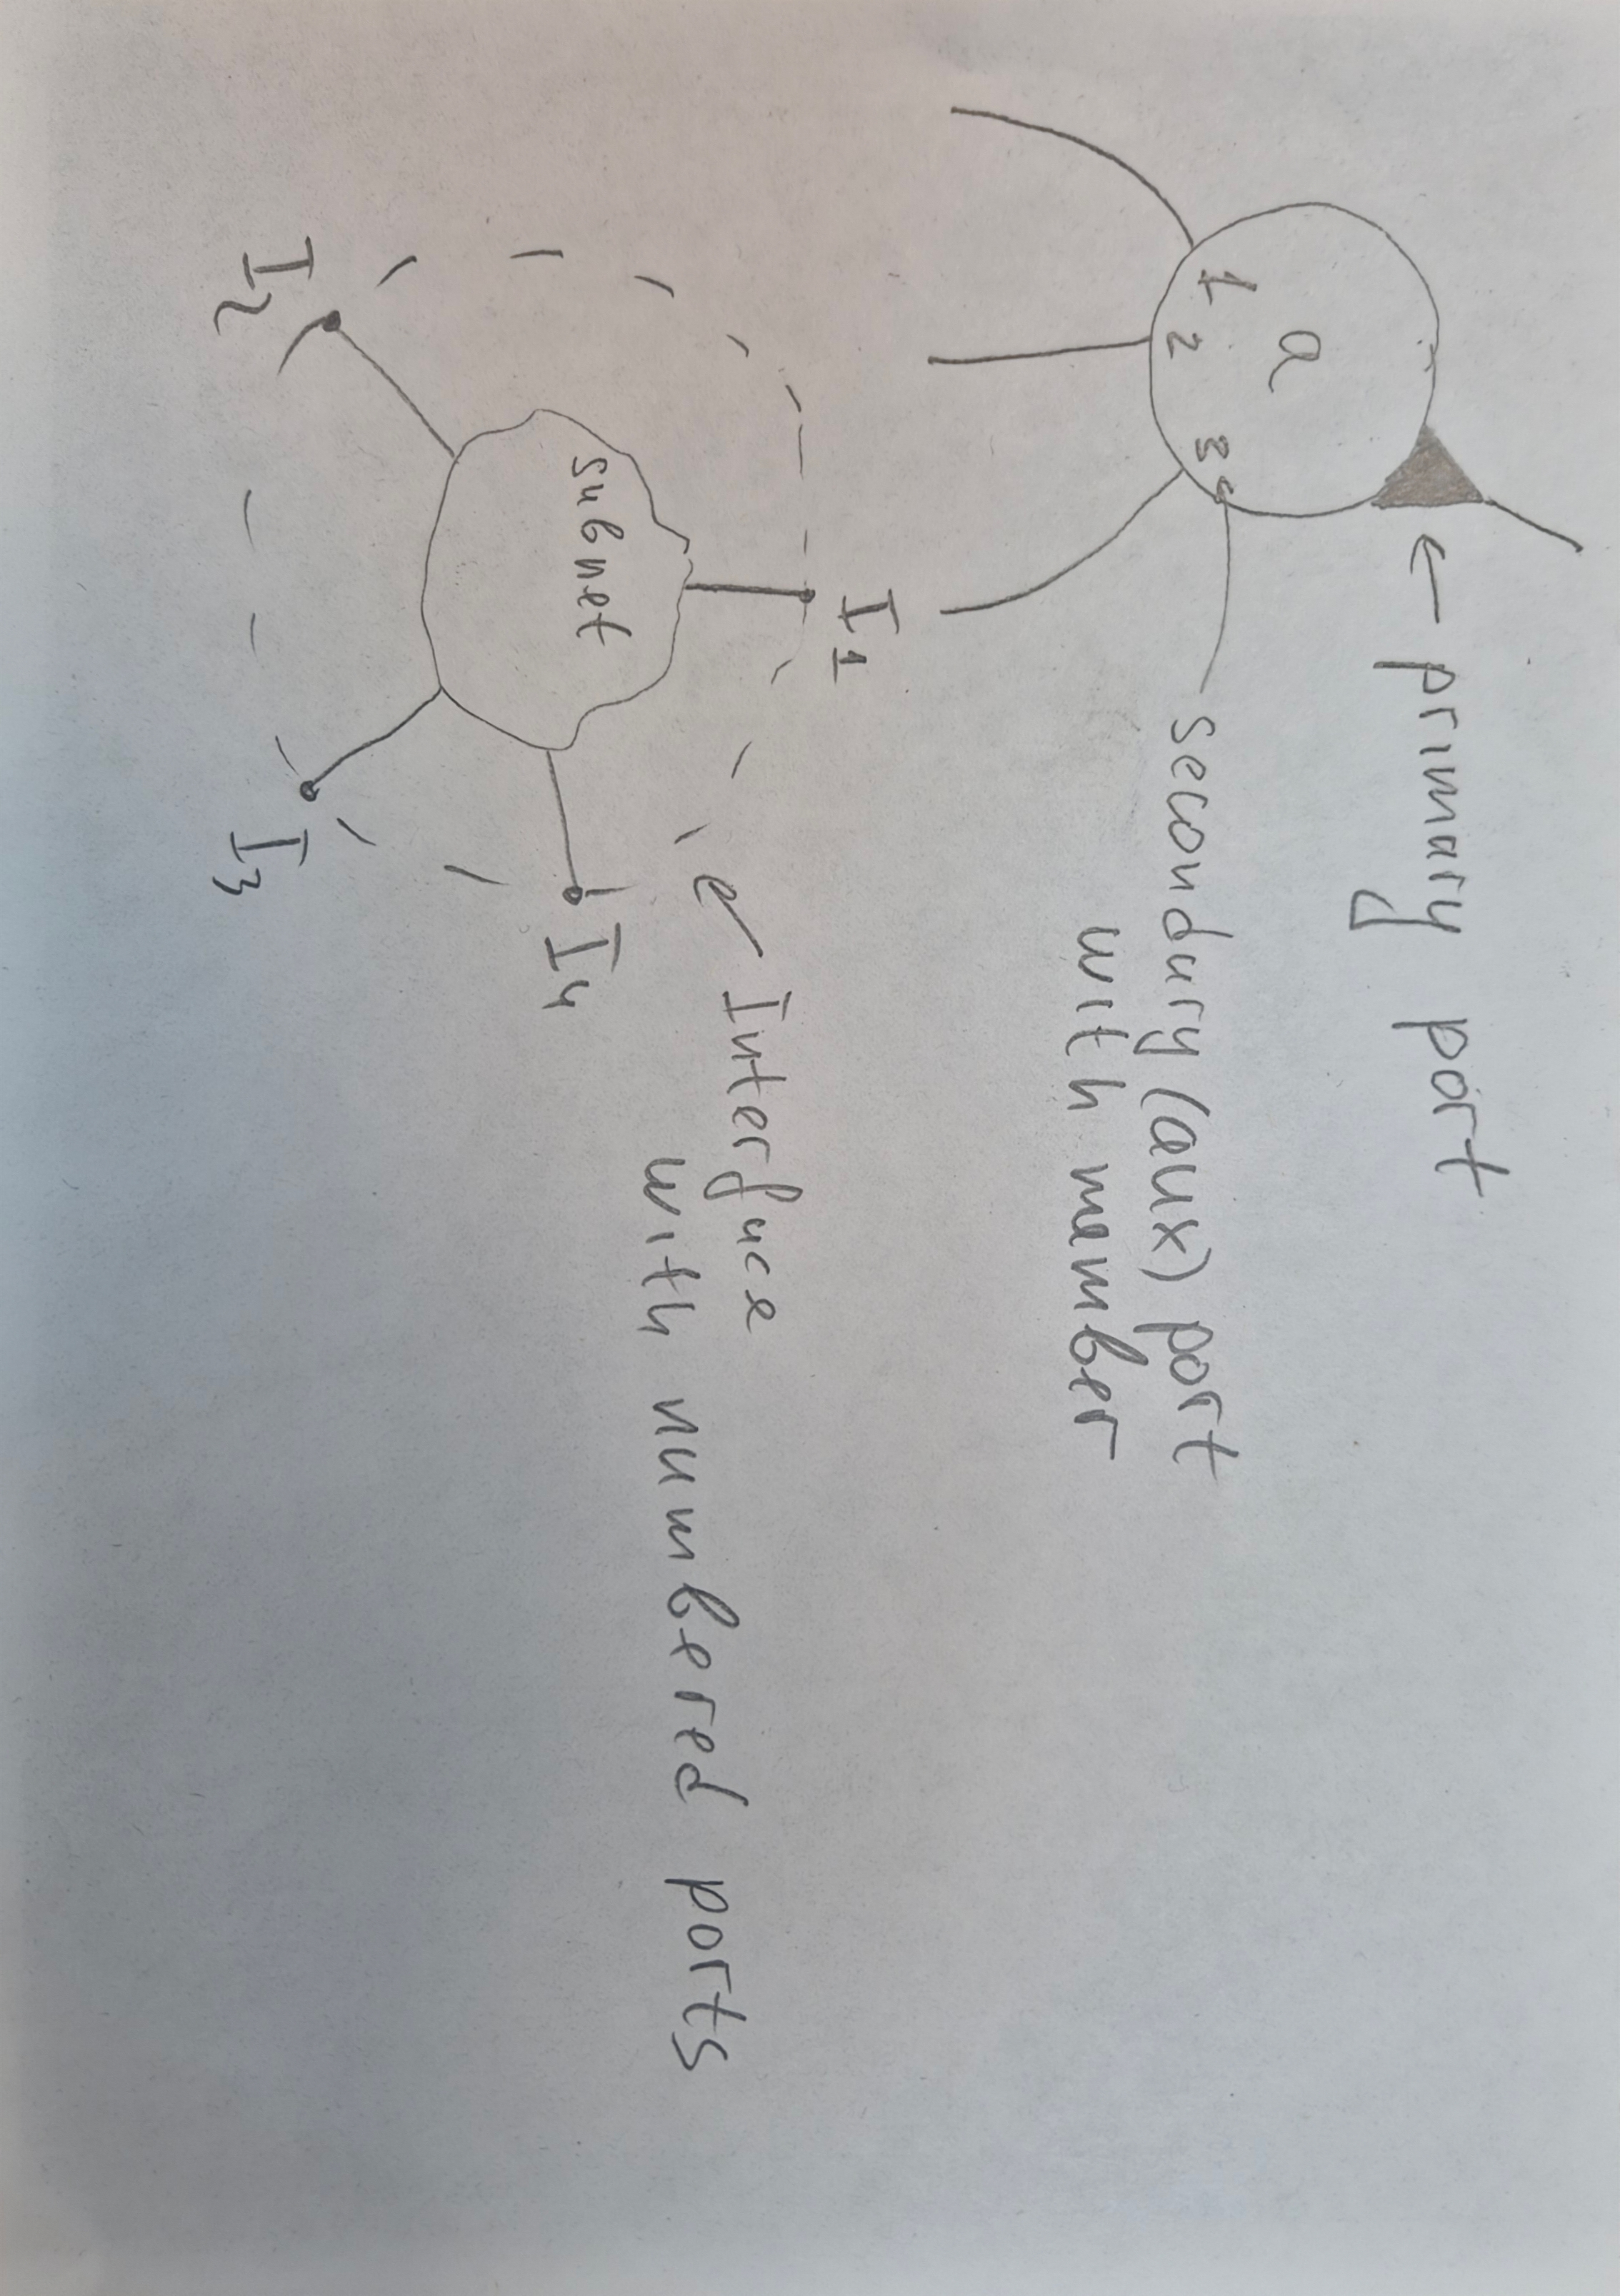 ← primary port
a
1 2 3 4
secondary (aux) port
with number
I1
Interface
with numbered ports
subnet
I4
I2
I3